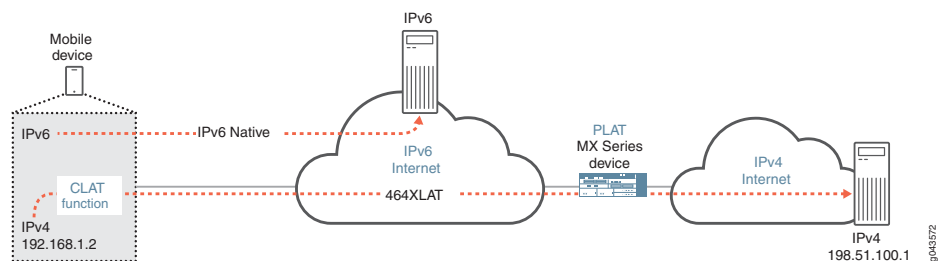 IPv6
Mobile
device
IPv6
IPv6 Native
PLAT
MX Series
device
IPv6
Internet
IPv4
Internet
CLAT
function
464XLAT
IPv4
192.168.1.2
IPv4
198.51.100.1
g043572